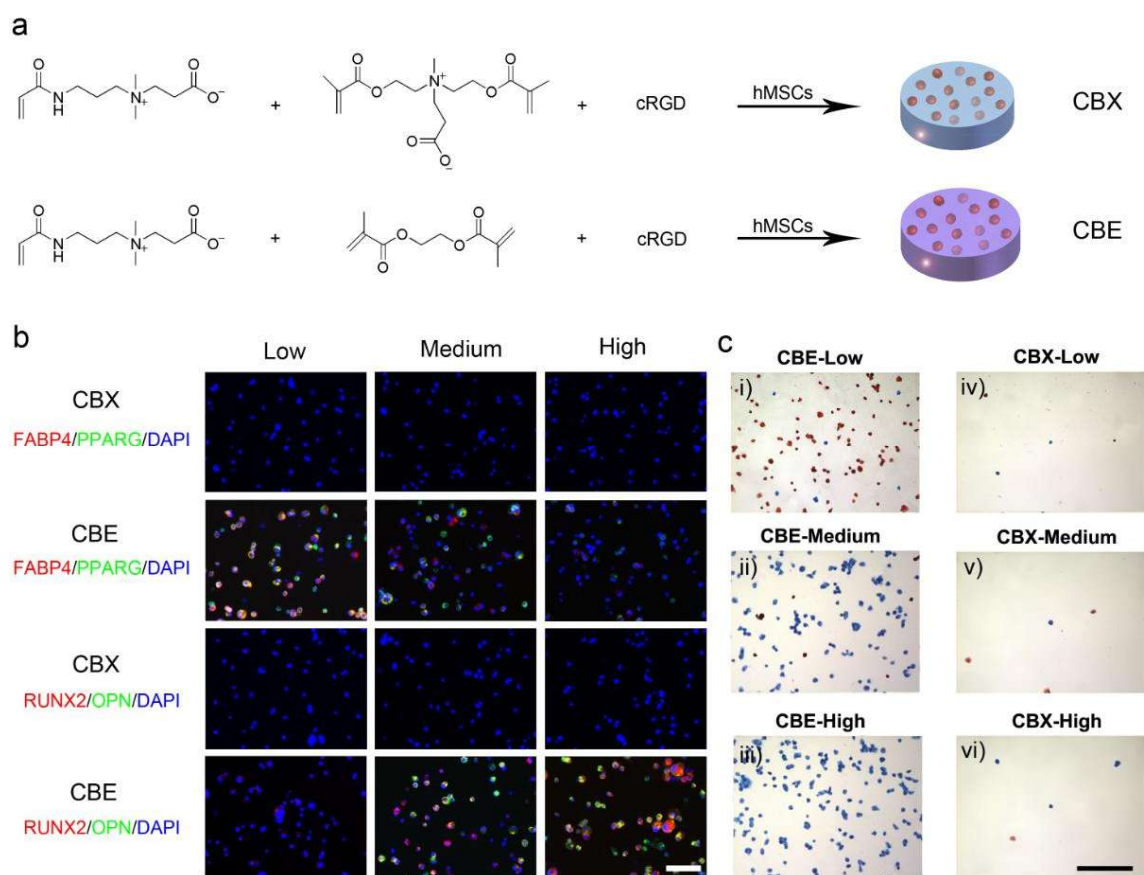 a
O
N
H
N
+
O
O
−
+
O
O
N
+
O
O
O
O
−
+
cRGD
hMSCs
CBX
O
N
H
N
+
O
O
−
+
O
O
O
O
+
cRGD
hMSCs
CBE
b
Low Medium High
CBX
FABP4/PPARG/DAPI
CBE
FABP4/PPARG/DAPI
CBX
RUNX2/OPN/DAPI
CBE
RUNX2/OPN/DAPI
c
CBE-Low
i)
CBX-Low
iv)
CBE-Medium
ii)
CBX-Medium
v)
CBE-High
iii)
CBX-High
vi)